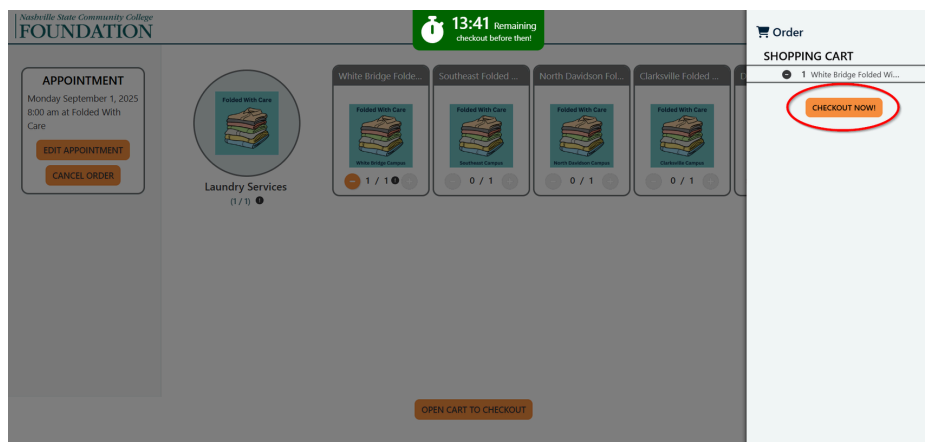 Nashville State Community College
FOUNDATION
13:41 Remaining
checkout before then!
Order
SHOPPING CART
1 White Bridge Folded Wi...
CHECKOUT NOW!
APPOINTMENT
Monday September 1, 2025
8:00 am at Folded With
Care
EDIT APPOINTMENT
CANCEL ORDER
Folded With Care
Laundry Services
(1 / 1)
White Bridge Folde...
Folded With Care
White Bridge Campus
1 / 1
Southeast Folded ...
Folded With Care
Southeast Campus
0 / 1
North Davidson Fol...
Folded With Care
North Davidson Campus
0 / 1
Clarksville Folded ...
Folded With Care
Clarksville Campus
0 / 1
OPEN CART TO CHECKOUT